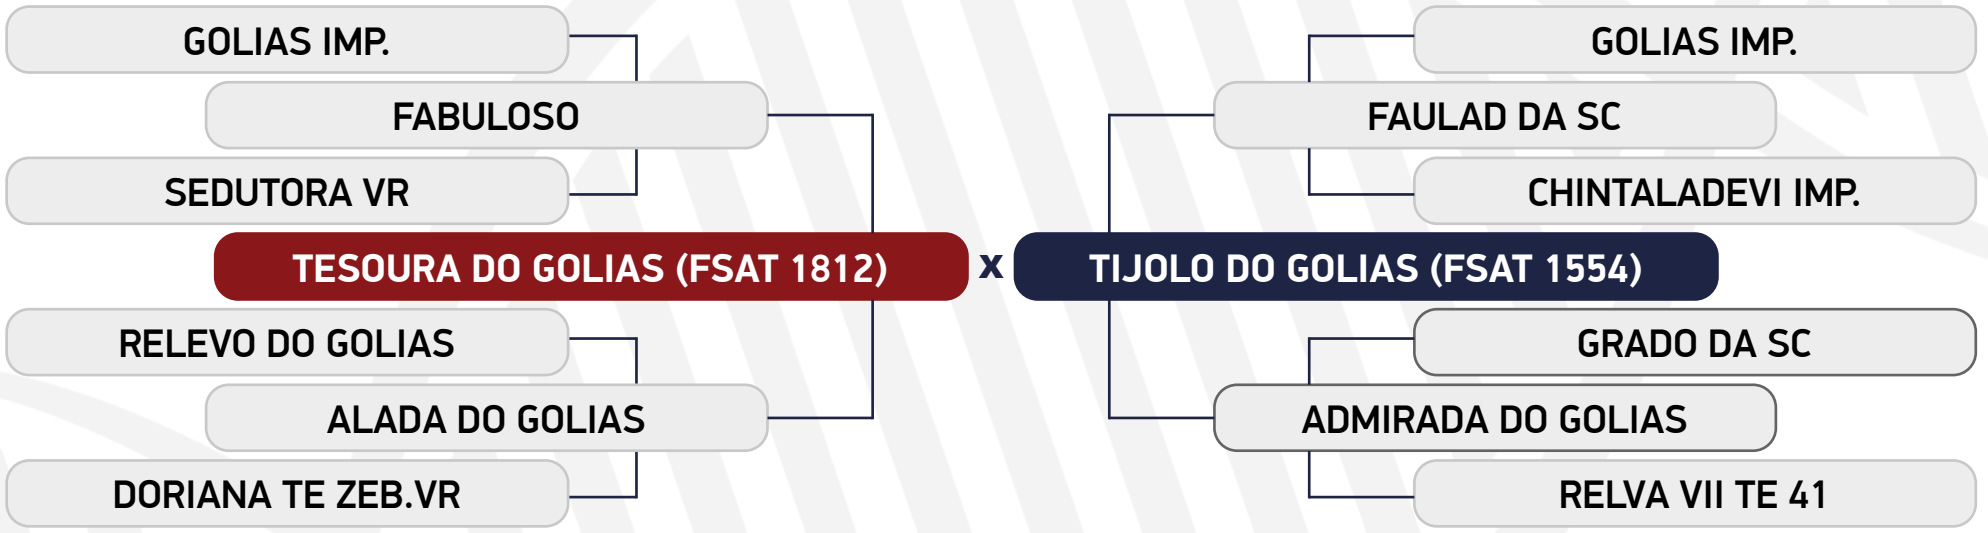 GOLIAS IMP.
GOLIAS IMP.
FABULOSO
FAULAD DA SC
SEDUTORA VR
CHINTALADEVI IMP.
TESOURA DO GOLIAS (FSAT 1812) x TIJOLO DO GOLIAS (FSAT 1554)
RELEVO DO GOLIAS
GRADO DA SC
ALADA DO GOLIAS
ADMIRADA DO GOLIAS
DORIANA TE ZEB.VR
RELVA VII TE 41